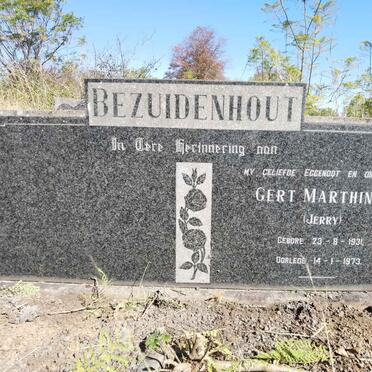 BEZUIDENHOUT
In Tere Herinnering aan
MY GELIEFDE EGGENOOT EN
GERT MARTHIN
(JERRY)
GEBORE 23-8-1931
OORLEDE 14-1-1973